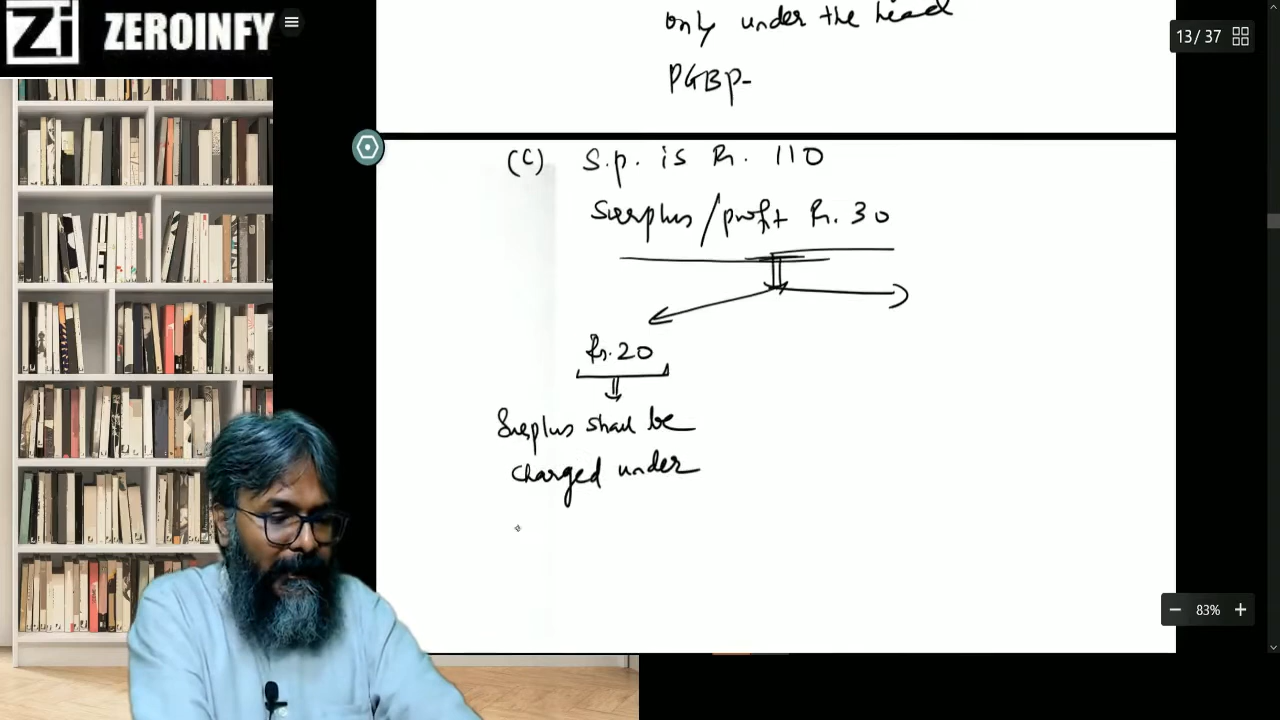 Zi ZEROINFY
only under the head
PGBP-
13 / 37
(C) S.p. is Rs. 110
Surplus/profit Rs. 30
Rs. 20
Surplus shall be
charged under
83%